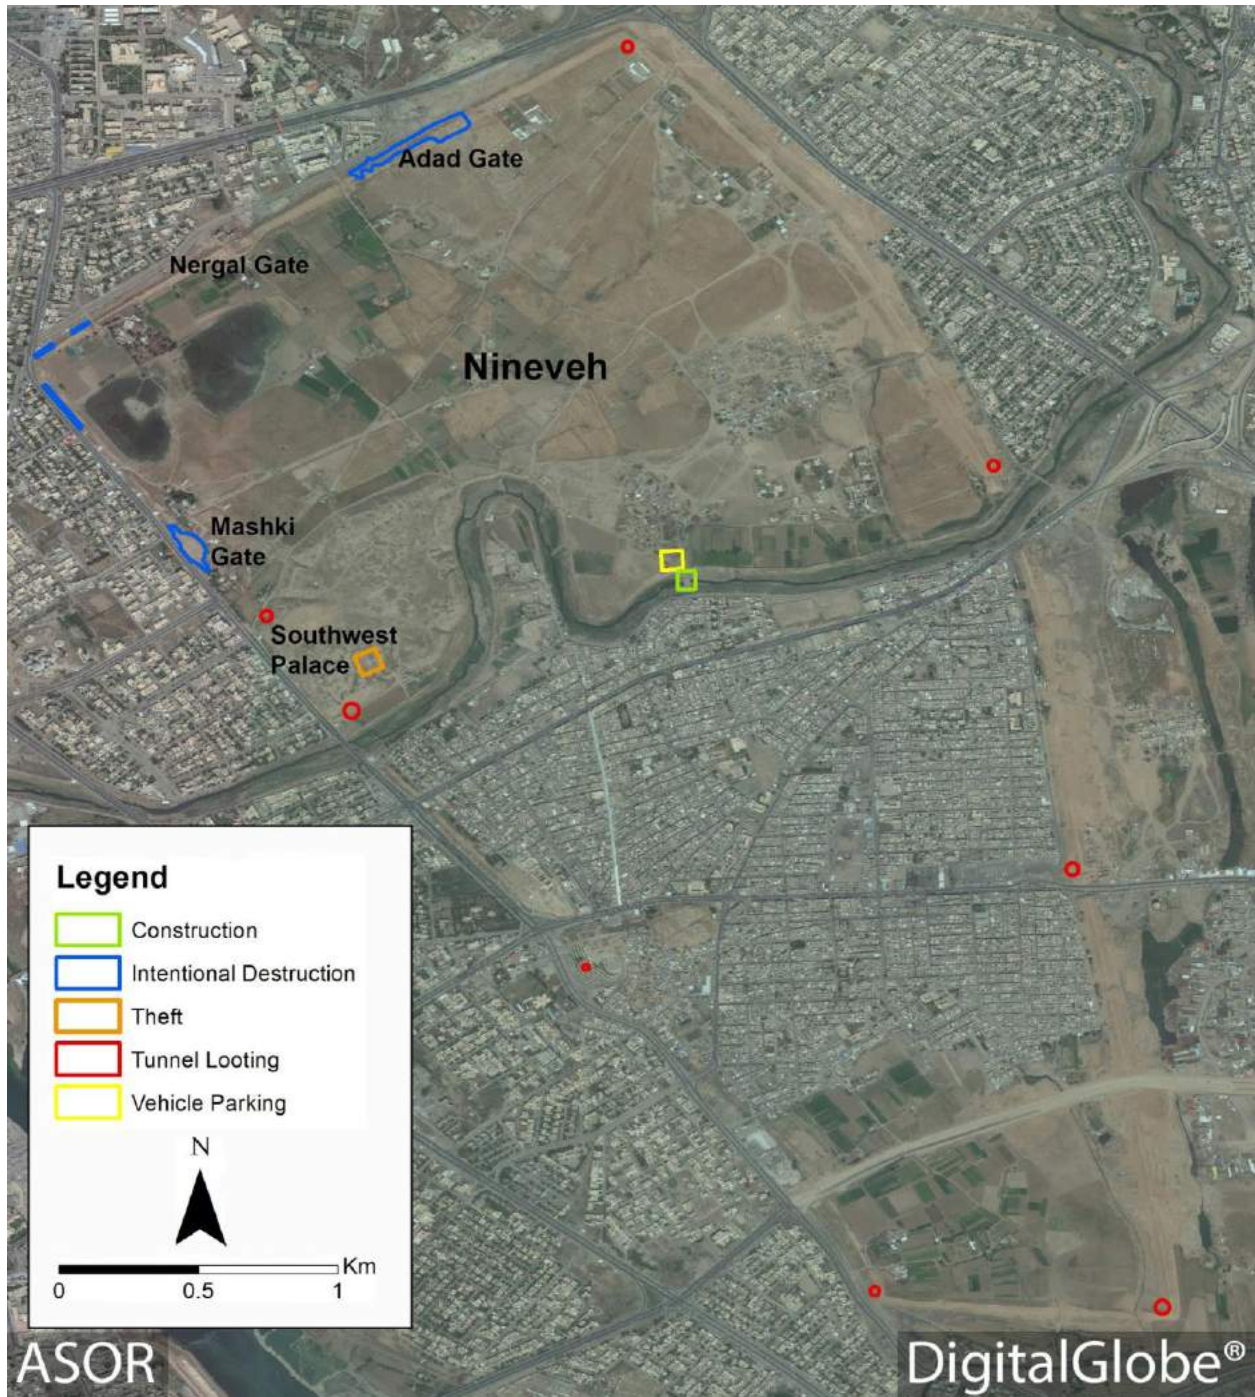 Adad Gate
Nergal Gate
Nineveh
Mashki
Gate
Southwest
Palace
Legend
Construction
Intentional Destruction
Theft
Tunnel Looting
Vehicle Parking
N
Km
0 0.5 1
ASOR
DigitalGlobe®